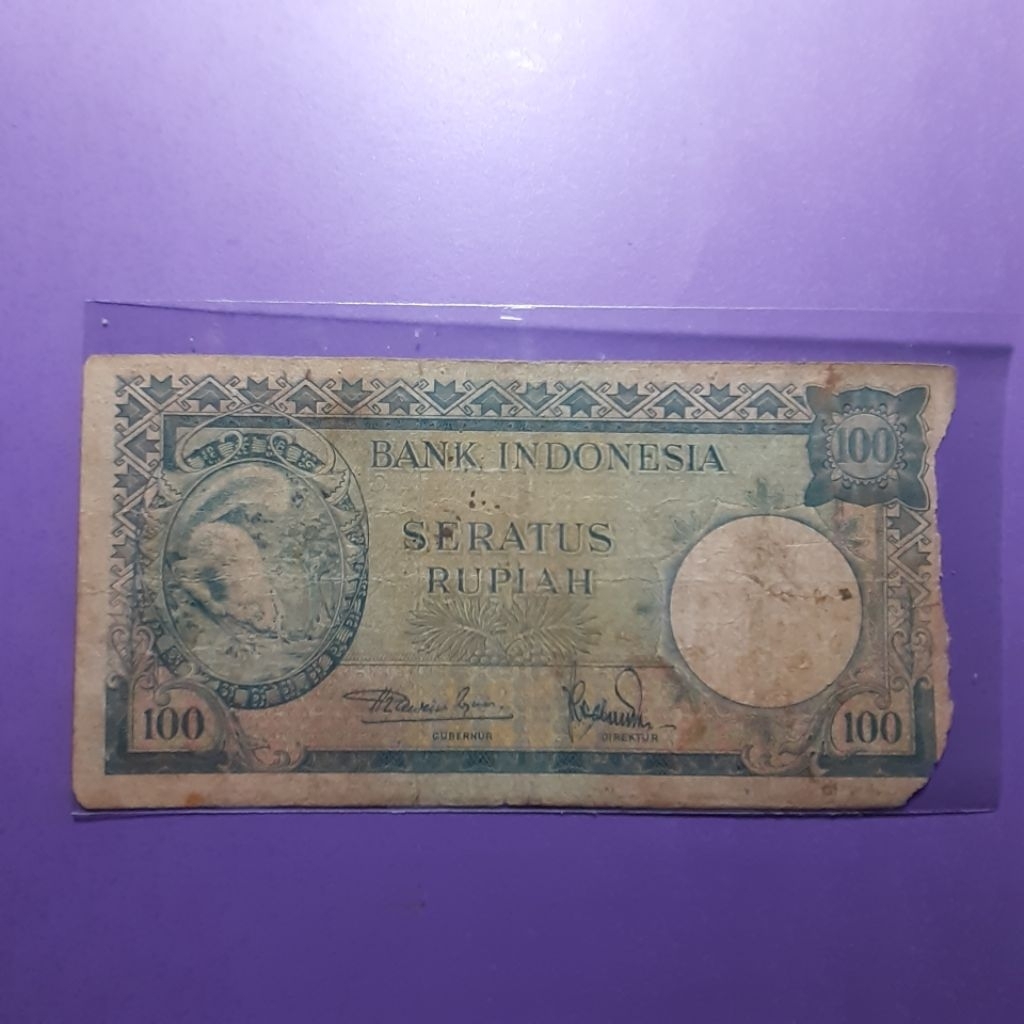 BANK INDONESIA
100
SERATUS
RUPIAH
100
GUBERNUR
DIREKTUR
100